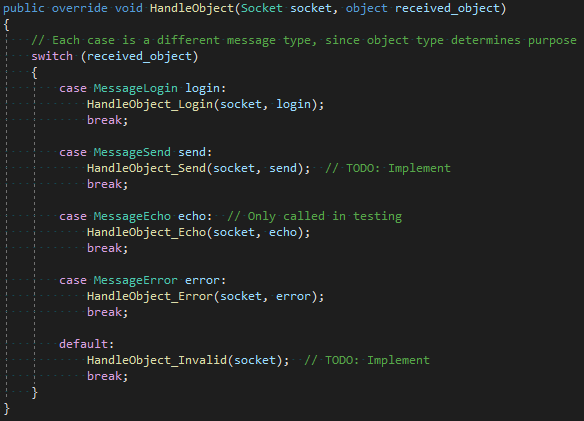 public override void HandleObject(Socket socket, object received_object)
{
    // Each case is a different message type, since object type determines purpose
    switch (received_object)
    {
        case MessageLogin login:
            HandleObject_Login(socket, login);
            break;

        case MessageSend send:
            HandleObject_Send(socket, send);  // TODO: Implement
            break;

        case MessageEcho echo:  // Only called in testing
            HandleObject_Echo(socket, echo);
            break;

        case MessageError error:
            HandleObject_Error(socket, error);
            break;

        default:
            HandleObject_Invalid(socket);  // TODO: Implement
            break;
    }
}